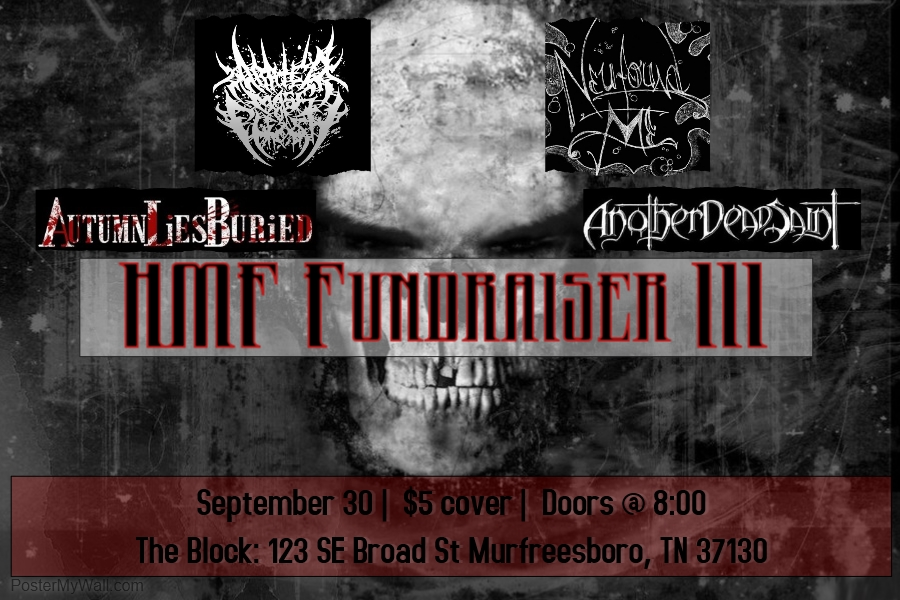 Newfound
Me
AutumnLiesBuried
AnotherDeadSaint
HMF Fundraiser III
September 30 | $5 cover | Doors @ 8:00
The Block: 123 SE Broad St Murfreesboro, TN 37130
PosterMyWall.com